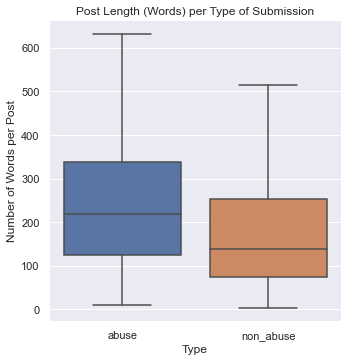 Post Length (Words) per Type of Submission
Number of Words per Post
600
500
400
300
200
100
0
abuse
non_abuse
Type